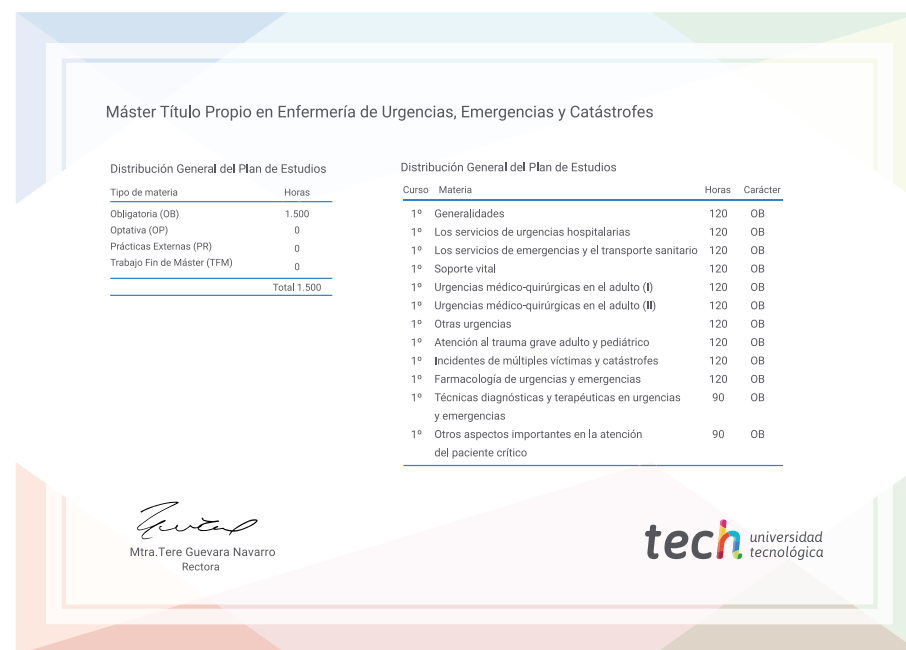 Máster Título Propio en Enfermería de Urgencias, Emergencias y Catástrofes
Distribución General del Plan de Estudios
Tipo de materia Horas
Obligatoria (OB) 1.500
Optativa (OP) 0
Prácticas Externas (PR) 0
Trabajo Fin de Máster (TFM) 0
Total 1.500
Distribución General del Plan de Estudios
Curso Materia Horas Carácter
1º Generalidades 120 OB
1º Los servicios de urgencias hospitalarias 120 OB
1º Los servicios de emergencias y el transporte sanitario 120 OB
1º Soporte vital 120 OB
1º Urgencias médico-quirúrgicas en el adulto (I) 120 OB
1º Urgencias médico-quirúrgicas en el adulto (II) 120 OB
1º Otras urgencias 120 OB
1º Atención al trauma grave adulto y pediátrico 120 OB
1º Incidentes de múltiples víctimas y catástrofes 120 OB
1º Farmacología de urgencias y emergencias 120 OB
1º Técnicas diagnósticas y terapéuticas en urgencias 90 OB
y emergencias
1º Otros aspectos importantes en la atención 90 OB
del paciente crítico
Mtra.Tere Guevara Navarro
Rectora
tech universidad
tecnológica